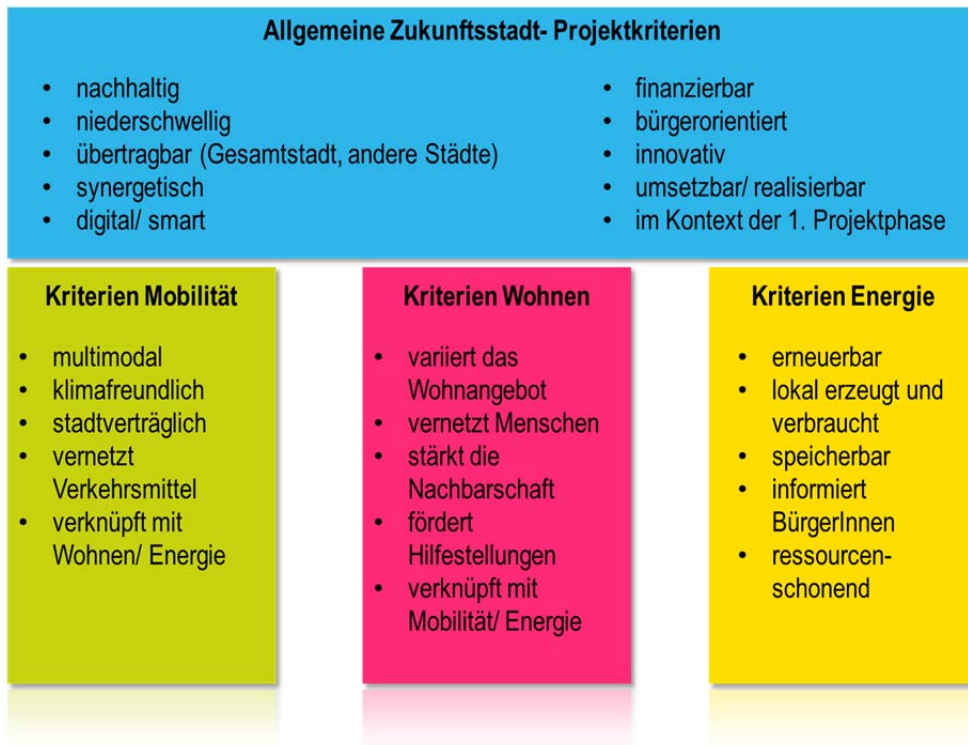 Allgemeine Zukunftsstadt- Projektkriterien
• nachhaltig
• niederschwellig
• übertragbar (Gesamtstadt, andere Städte)
• synergetisch
• digital/ smart
• finanzierbar
• bürgerorientiert
• innovativ
• umsetzbar/ realisierbar
• im Kontext der 1. Projektphase
Kriterien Mobilität
• multimodal
• klimafreundlich
• stadtverträglich
• vernetzt
Verkehrsmittel
• verknüpft mit
Wohnen/ Energie
Kriterien Wohnen
• variiert das
Wohnangebot
• vernetzt Menschen
• stärkt die
Nachbarschaft
• fördert
Hilfestellungen
• verknüpft mit
Mobilität/ Energie
Kriterien Energie
• erneuerbar
• lokal erzeugt und
verbraucht
• speicherbar
• informiert
BürgerInnen
• ressourcen-
schonend